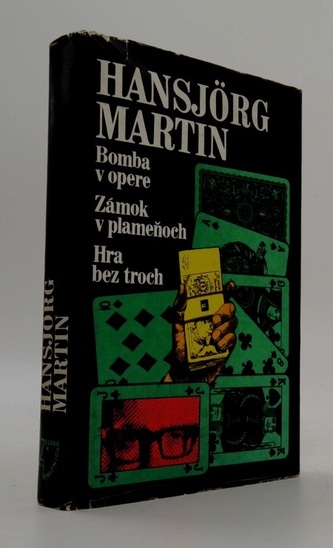 HANSJÖRG
MARTIN
Bomba
v opere
Zámok
v plameňoch
Hra
bez troch
HANSJÖRG
MARTIN